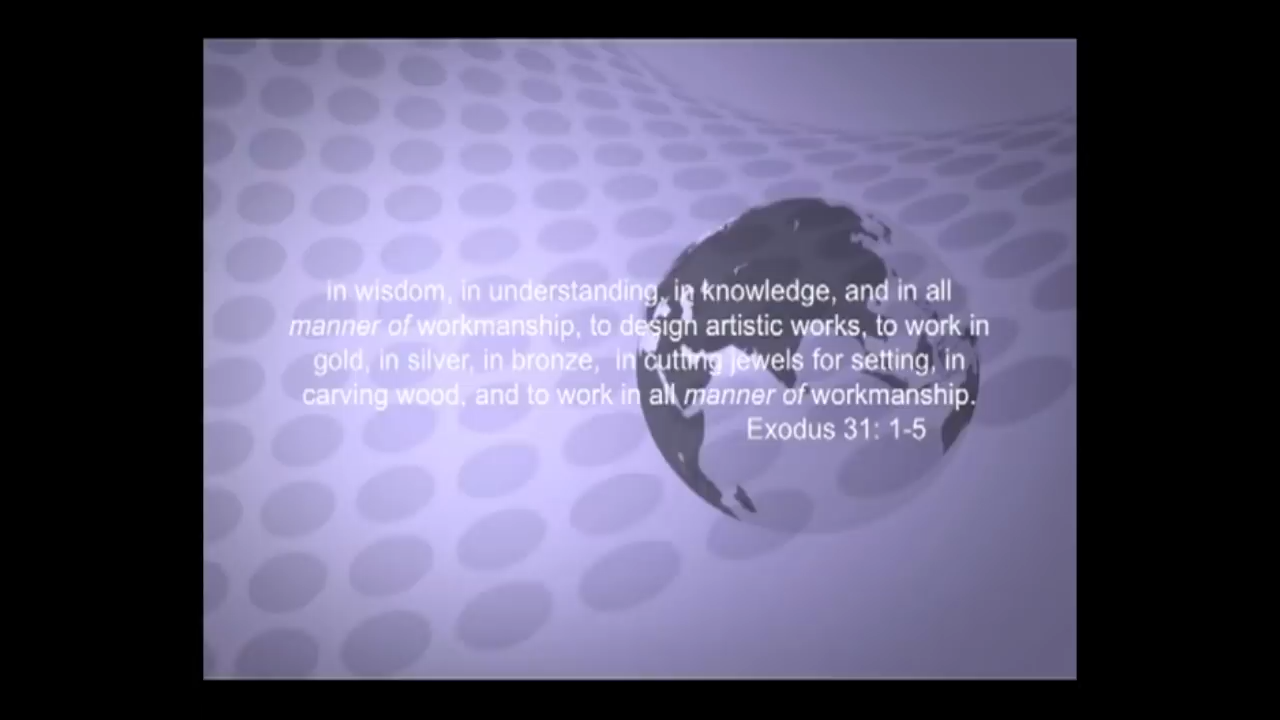 in wisdom, in understanding, in knowledge, and in all
manner of workmanship, to design artistic works, to work in
gold, in silver, in bronze, in cutting jewels for setting, in
carving wood, and to work in all manner of workmanship.
Exodus 31: 1-5